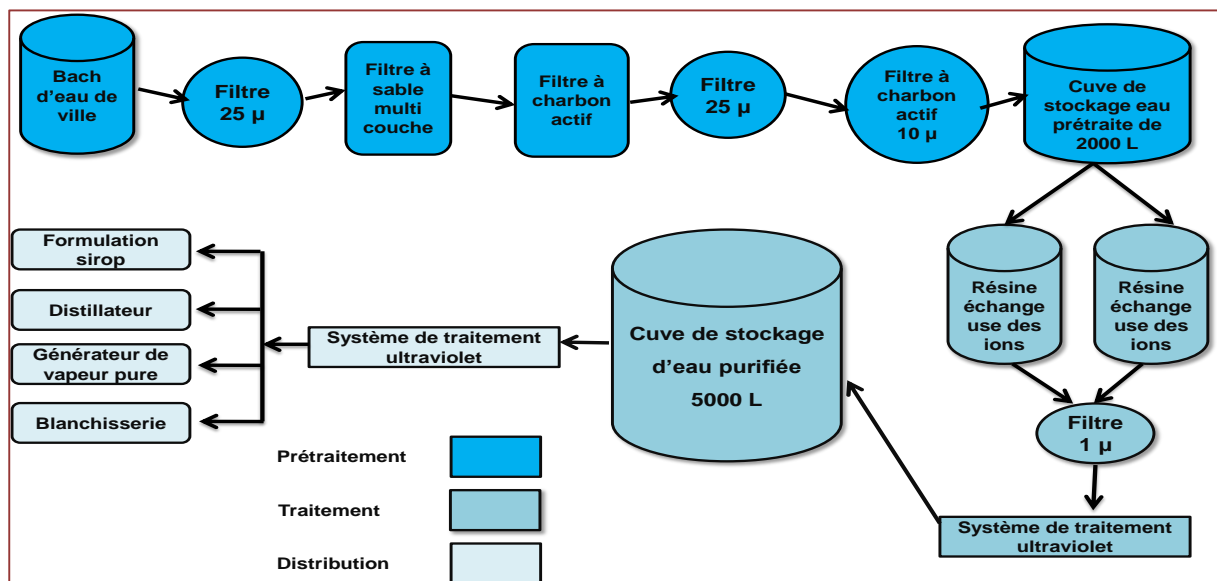 Bach
d'eau de
ville
Filtre
25 µ
Filtre à
sable
multi
couche
Filtre à
charbon
actif
Filtre
25 µ
Filtre à
charbon
actif
10 µ
Cuve de
stockage eau
prétraite de
2000 L
Résine
échange
use des
ions
Résine
échange
use des
ions
Filtre
1 µ
Système de traitement
ultraviolet
Cuve de stockage
d'eau purifiée
5000 L
Système de traitement
ultraviolet
Formulation
sirop
Distillateur
Générateur de
vapeur pure
Blanchisserie
Prétraitement
Traitement
Distribution